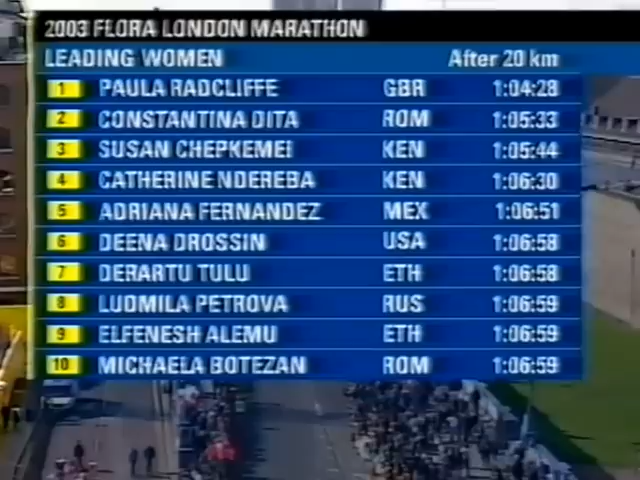 2003 FLORA LONDON MARATHON
LEADING WOMEN After 20 km
1 PAULA RADCLIFFE GBR 1:04:28
2 CONSTANTINA DITA ROM 1:05:33
3 SUSAN CHEPKEMEI KEN 1:05:44
4 CATHERINE NDEREBA KEN 1:06:30
5 ADRIANA FERNANDEZ MEX 1:06:51
6 DEENA DROSSIN USA 1:06:58
7 DERARTU TULU ETH 1:06:58
8 LUDMILA PETROVA RUS 1:06:59
9 ELFENESH ALEMU ETH 1:06:59
10 MICHAELA BOTEZAN ROM 1:06:59